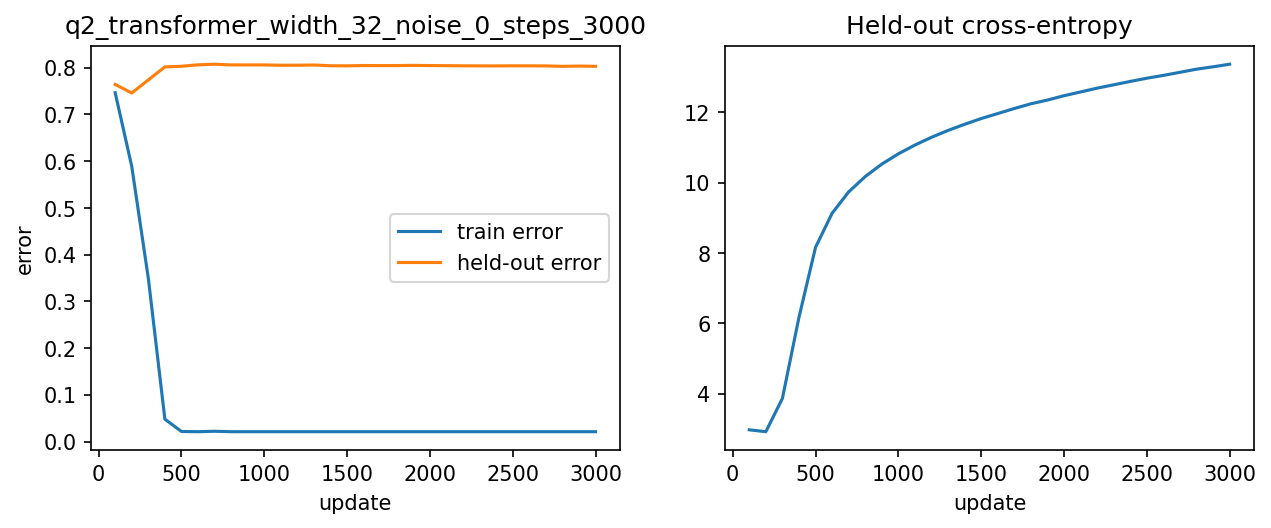 q2_transformer_width_32_noise_0_steps_3000
error
0.8
0.7
0.6
0.5
0.4
0.3
0.2
0.1
0.0
train error
held-out error
0 500 1000 1500 2000 2500 3000
update
Held-out cross-entropy
12
10
8
6
4
0 500 1000 1500 2000 2500 3000
update